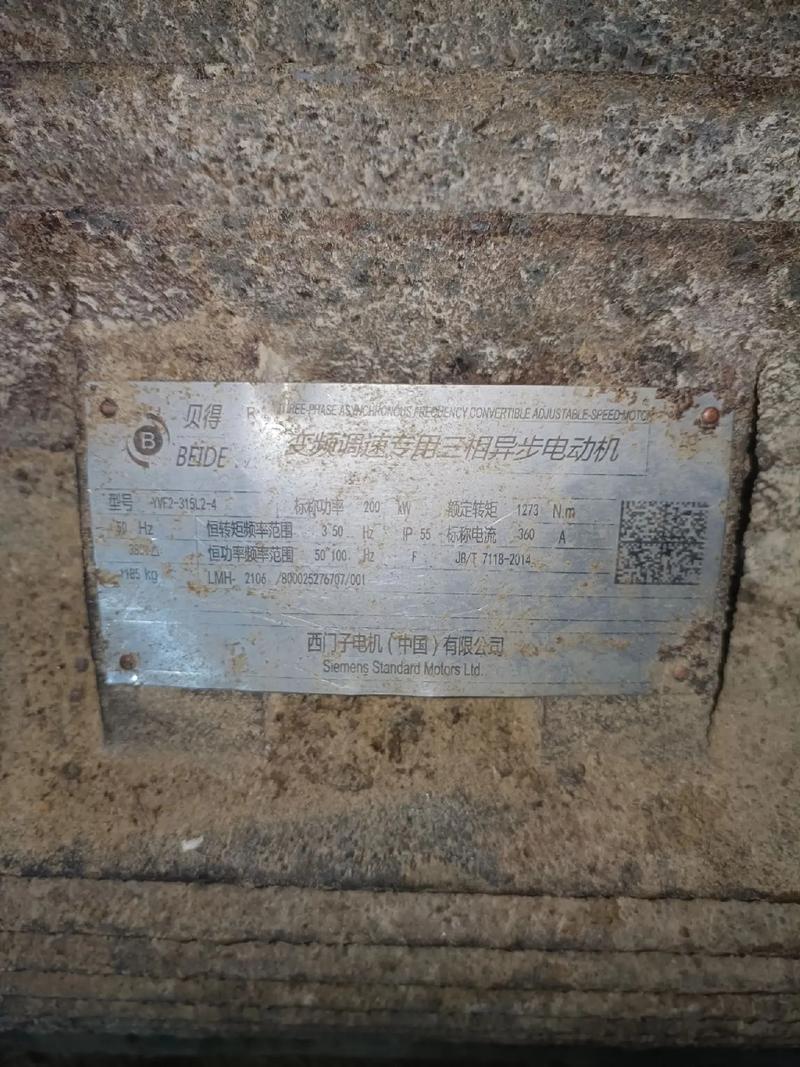 贝得
BEIDE
THREE-PHASE ASYNCHRONOUS FREQUENCY CONVERTIBLE ADJUSTABLE-SPEED MOTOR
变频调速专用三相异步电动机
型号 YVF2-315L2-4 标称功率 200 kW 额定转矩 1273 N.m
50 Hz 恒转矩频率范围 3 50 Hz IP 55 标称电流 360 A
380V△ 恒功率频率范围 50~100 Hz F JB/T 7118-2014
kg LMH- 2106 /800025276707/001
西门子电机(中国)有限公司
Siemens Standard Motors Ltd.
B